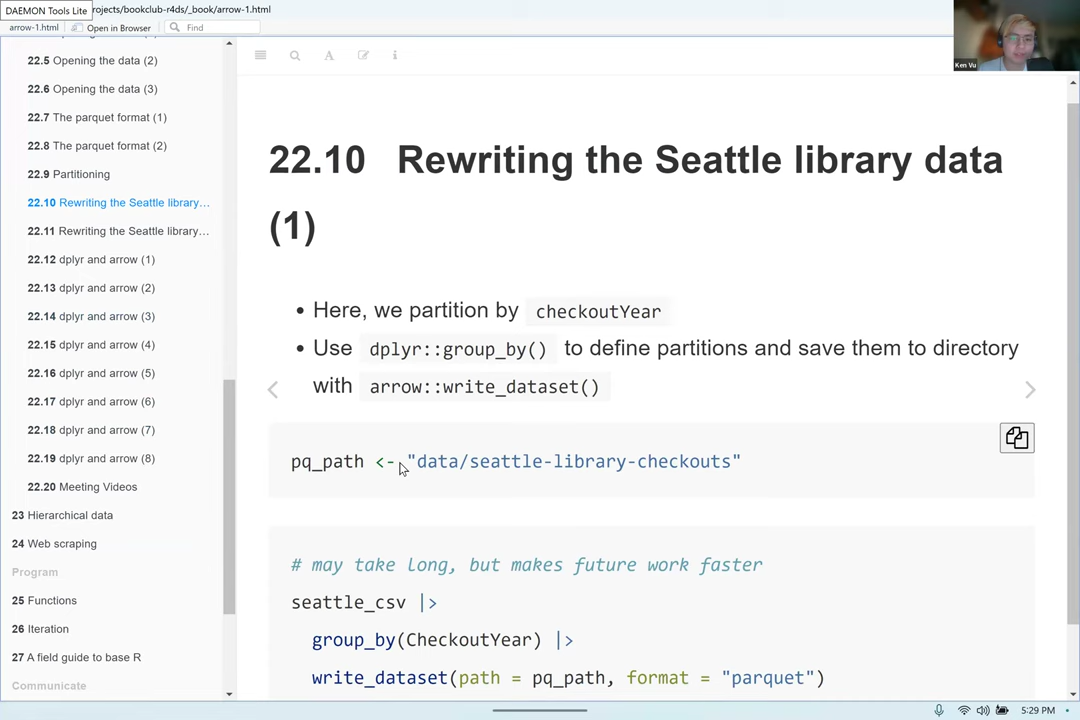 DAEMON Tools Lite
rojects/bookclub-r4ds/_book/arrow-1.html
arrow-1.html
Open in Browser
Find
Ken Vu
22.5 Opening the data (2)
22.6 Opening the data (3)
22.7 The parquet format (1)
22.8 The parquet format (2)
22.9 Partitioning
22.10 Rewriting the Seattle library…
22.11 Rewriting the Seattle library…
22.12 dplyr and arrow (1)
22.13 dplyr and arrow (2)
22.14 dplyr and arrow (3)
22.15 dplyr and arrow (4)
22.16 dplyr and arrow (5)
22.17 dplyr and arrow (6)
22.18 dplyr and arrow (7)
22.19 dplyr and arrow (8)
22.20 Meeting Videos
23 Hierarchical data
24 Web scraping
Program
25 Functions
26 Iteration
27 A field guide to base R
Communicate
22.10 Rewriting the Seattle library data
(1)
• Here, we partition by checkoutYear
• Use dplyr::group_by() to define partitions and save them to directory
with arrow::write_dataset()
pq_path <- "data/seattle-library-checkouts"
# may take long, but makes future work faster
seattle_csv |>
group_by(CheckoutYear) |>
write_dataset(path = pq_path, format = "parquet")
5:29 PM